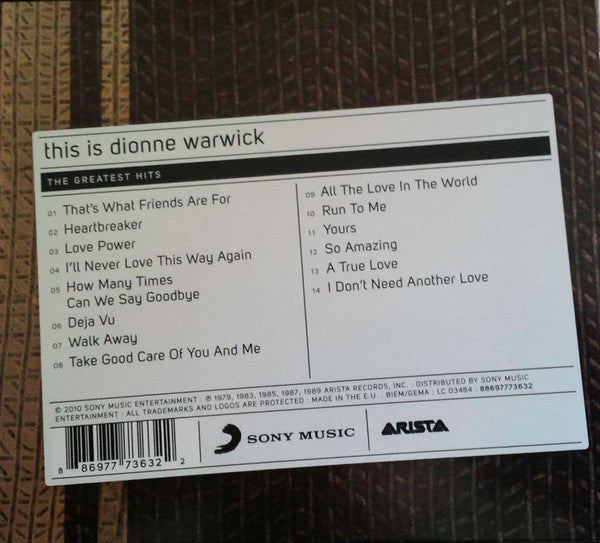 this is dionne warwick
THE GREATEST HITS
01 That's What Friends Are For
02 Heartbreaker
03 Love Power
04 I'll Never Love This Way Again
05 How Many Times
Can We Say Goodbye
06 Deja Vu
07 Walk Away
08 Take Good Care Of You And Me
09 All The Love In The World
10 Run To Me
11 Yours
12 So Amazing
13 A True Love
14 I Don't Need Another Love
© 2010 SONY MUSIC ENTERTAINMENT : ℗ 1979, 1983, 1985, 1987, 1989 ARISTA RECORDS, INC. : DISTRIBUTED BY SONY MUSIC
ENTERTAINMENT : ALL TRADEMARKS AND LOGOS ARE PROTECTED : MADE IN THE E.U. : BIEM/GEMA : LC 03484 : 88697773632
8 86977 73632 2
SONY MUSIC
ARISTA